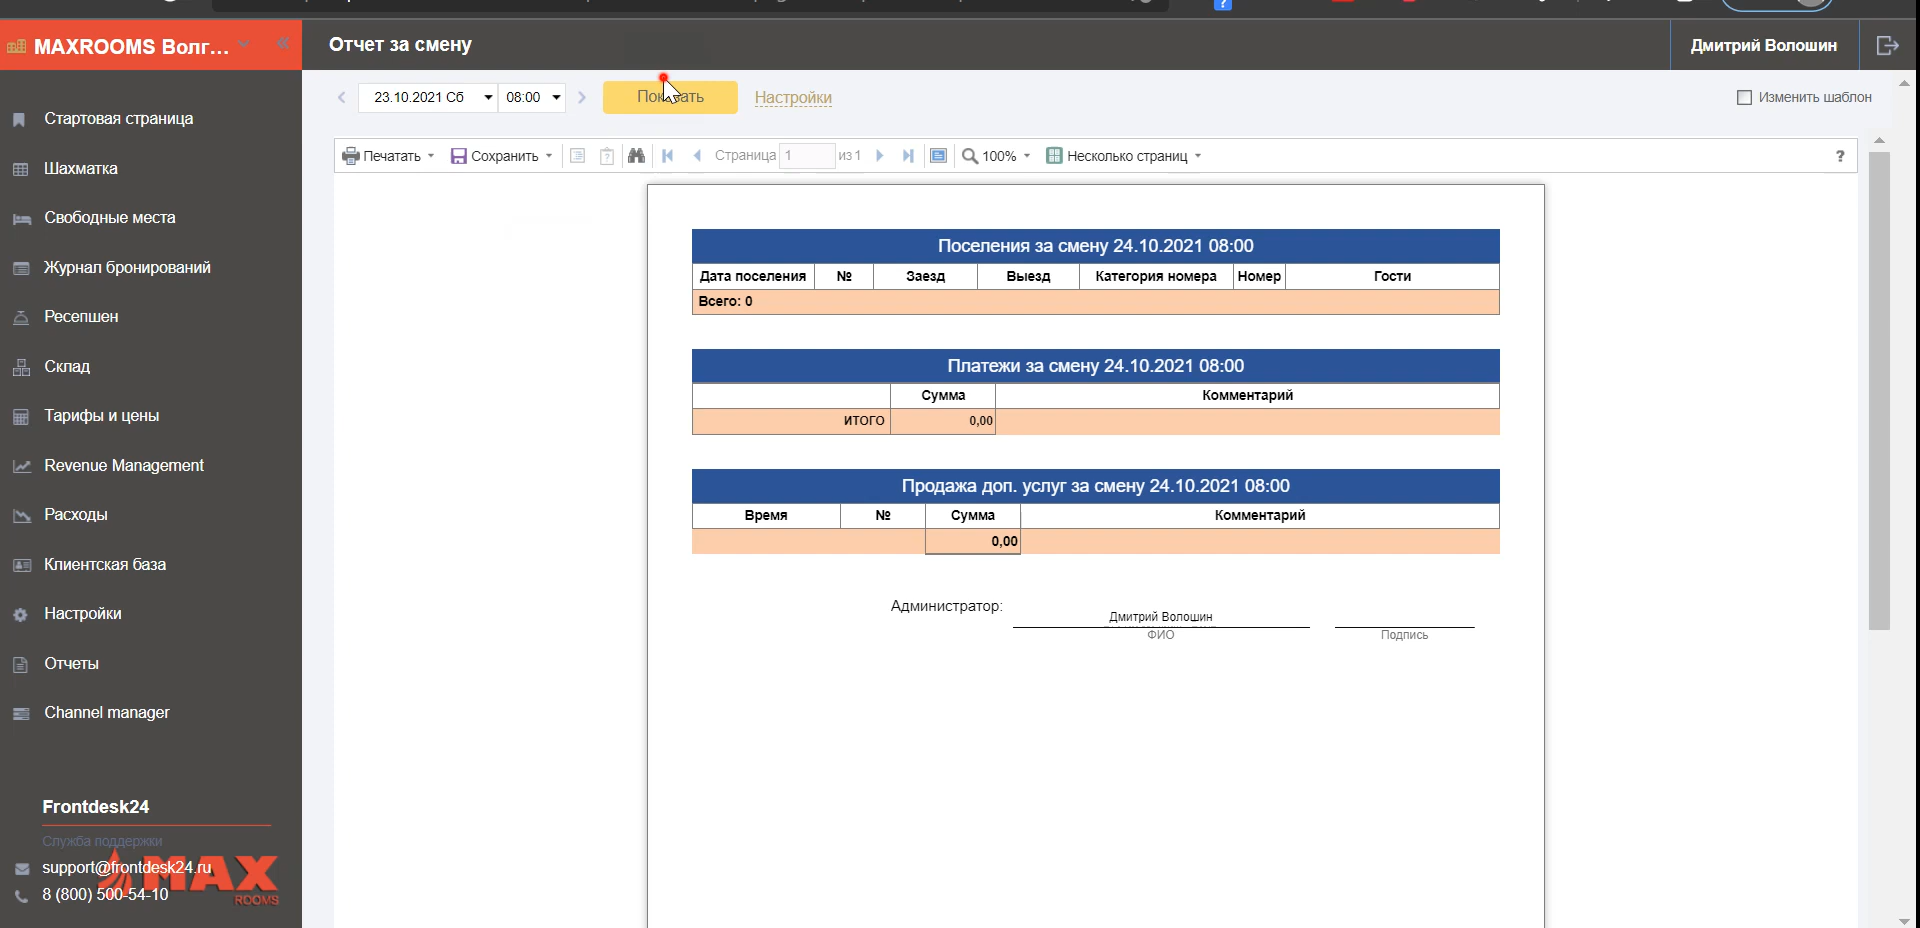 MAXROOMS Волг...
Отчет за смену
Дмитрий Волошин
23.10.2021 Сб
08:00
Показать
Настройки
Изменить шаблон
Стартовая страница
Шахматка
Свободные места
Журнал бронирований
Ресепшен
Склад
Тарифы и цены
Revenue Management
Расходы
Клиентская база
Настройки
Отчеты
Channel manager
Frontdesk24
Служба поддержки
support@frontdesk24.ru
8 (800) 500-54-10
MAX
ROOMS
Печатать Сохранить Страница 1 из 1 100% Несколько страниц ?
Поселения за смену 24.10.2021 08:00
Дата поселения № Заезд Выезд Категория номера Номер Гости
Всего: 0
Платежи за смену 24.10.2021 08:00
Сумма Комментарий
ИТОГО 0,00
Продажа доп. услуг за смену 24.10.2021 08:00
Время № Сумма Комментарий
0,00
Администратор: Дмитрий Волошин
ФИО Подпись